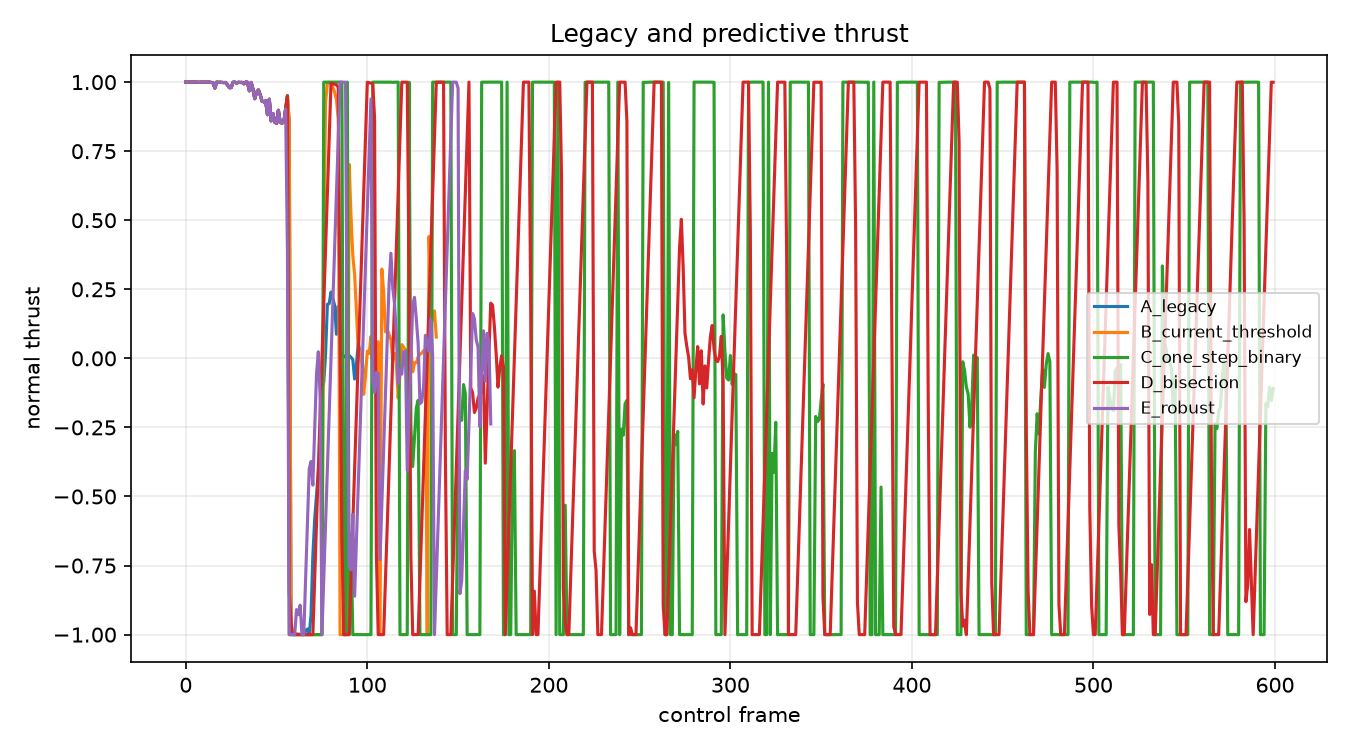 Legacy and predictive thrust
1.00
0.75
0.50
0.25
0.00
−0.25
−0.50
−0.75
−1.00
normal thrust
A_legacy
B_current_threshold
C_one_step_binary
D_bisection
E_robust
0 100 200 300 400 500 600
control frame